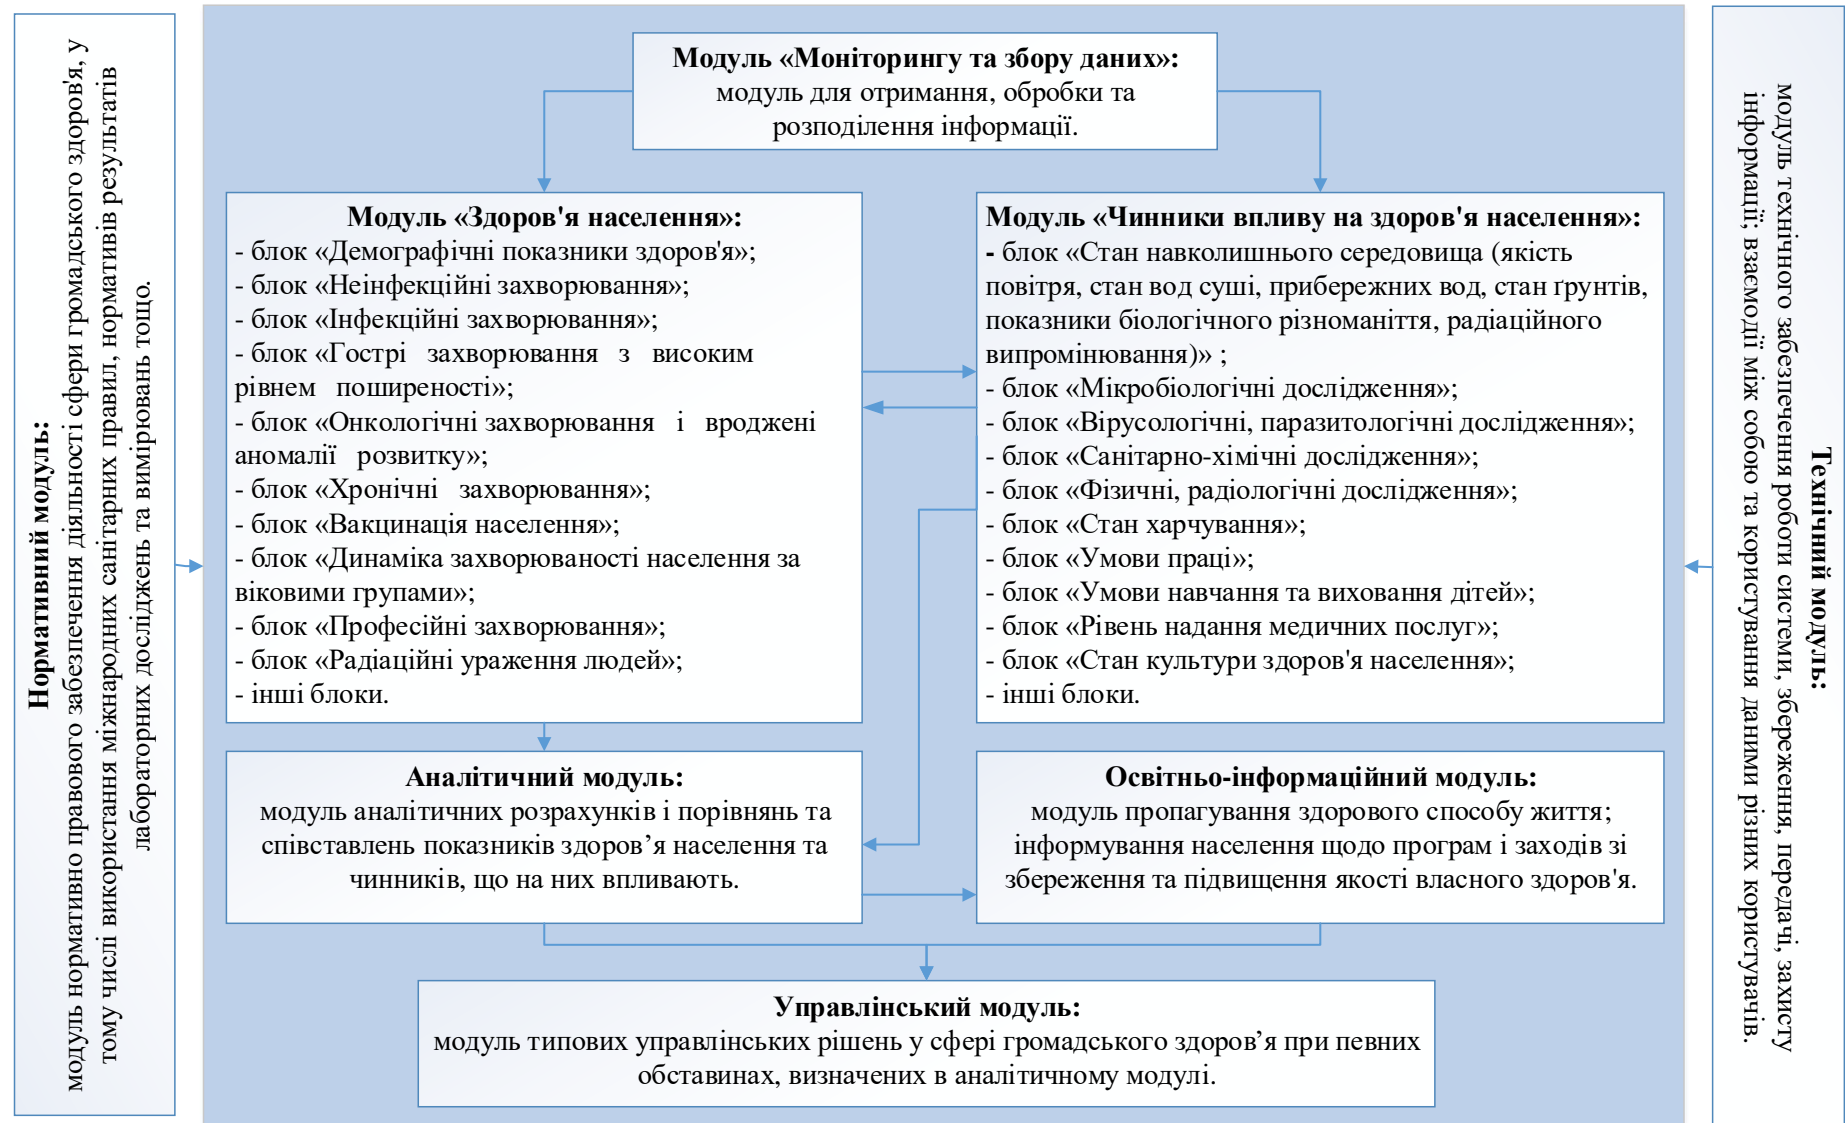 Нормативний модуль:
модуль нормативно правового забезпечення діяльності сфери громадського здоров'я, у
тому числі використання міжнародних санітарних правил, нормативів результатів
лабораторних досліджень та вимірювань тощо.
Модуль «Моніторингу та збору даних»:
модуль для отримання, обробки та
розподілення інформації.
Модуль «Здоров'я населення»:
- блок «Демографічні показники здоров'я»;
- блок «Неінфекційні захворювання»;
- блок «Інфекційні захворювання»;
- блок «Гострі захворювання з високим
рівнем поширеності»;
- блок «Онкологічні захворювання і вроджені
аномалії розвитку»;
- блок «Хронічні захворювання»;
- блок «Вакцинація населення»;
- блок «Динаміка захворюваності населення за
віковими групами»;
- блок «Професійні захворювання»;
- блок «Радіаційні ураження людей»;
- інші блоки.
Модуль «Чинники впливу на здоров'я населення»:
- блок «Стан навколишнього середовища (якість
повітря, стан вод суші, прибережних вод, стан ґрунтів,
показники біологічного різноманіття, радіаційного
випромінювання)» ;
- блок «Мікробіологічні дослідження»;
- блок «Вірусологічні, паразитологічні дослідження»;
- блок «Санітарно-хімічні дослідження»;
- блок «Фізичні, радіологічні дослідження»;
- блок «Стан харчування»;
- блок «Умови праці»;
- блок «Умови навчання та виховання дітей»;
- блок «Рівень надання медичних послуг»;
- блок «Стан культури здоров'я населення»;
- інші блоки.
Аналітичний модуль:
модуль аналітичних розрахунків і порівнянь та
співставлень показників здоров’я населення та
чинників, що на них впливають.
Освітньо-інформаційний модуль:
модуль пропагування здорового способу життя;
інформування населення щодо програм і заходів зі
збереження та підвищення якості власного здоров'я.
Управлінський модуль:
модуль типових управлінських рішень у сфері громадського здоров’я при певних
обставинах, визначених в аналітичному модулі.
Технічний модуль:
модуль технічного забезпечення роботи системи, збереження, передачі, захисту
інформації; взаємодії між собою та користування даними різних користувачів.